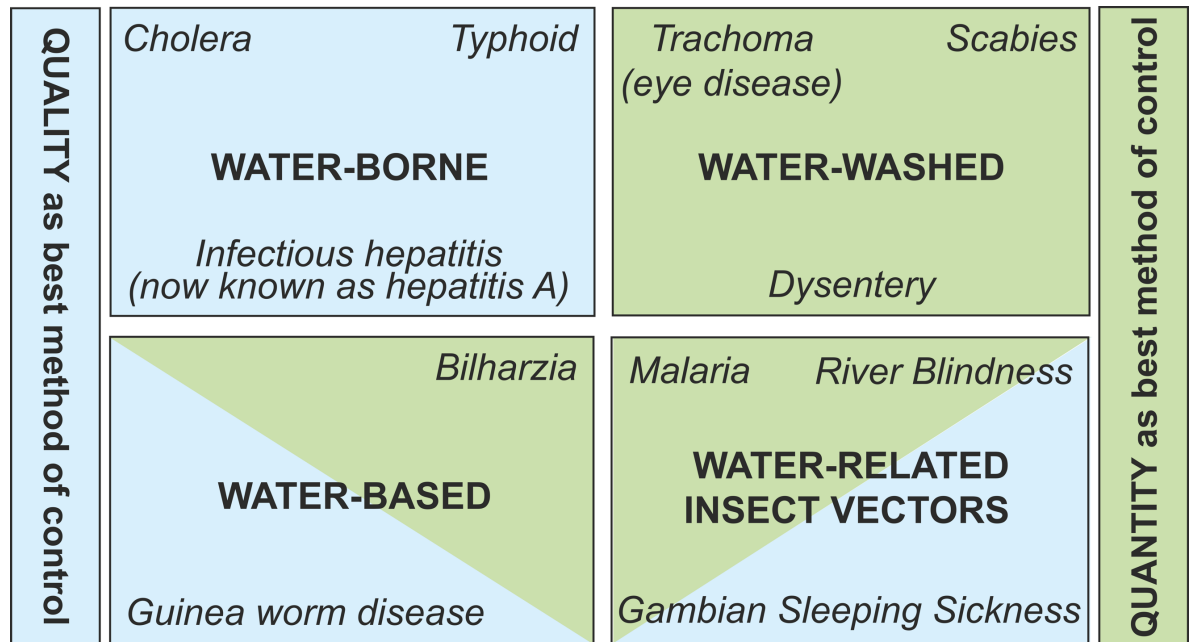 QUALITY as best method of control
Cholera Typhoid
WATER-BORNE
Infectious hepatitis
(now known as hepatitis A)
Trachoma Scabies
(eye disease)
WATER-WASHED
Dysentery
Bilharzia
WATER-BASED
Guinea worm disease
Malaria River Blindness
WATER-RELATED
INSECT VECTORS
Gambian Sleeping Sickness
QUANTITY as best method of control